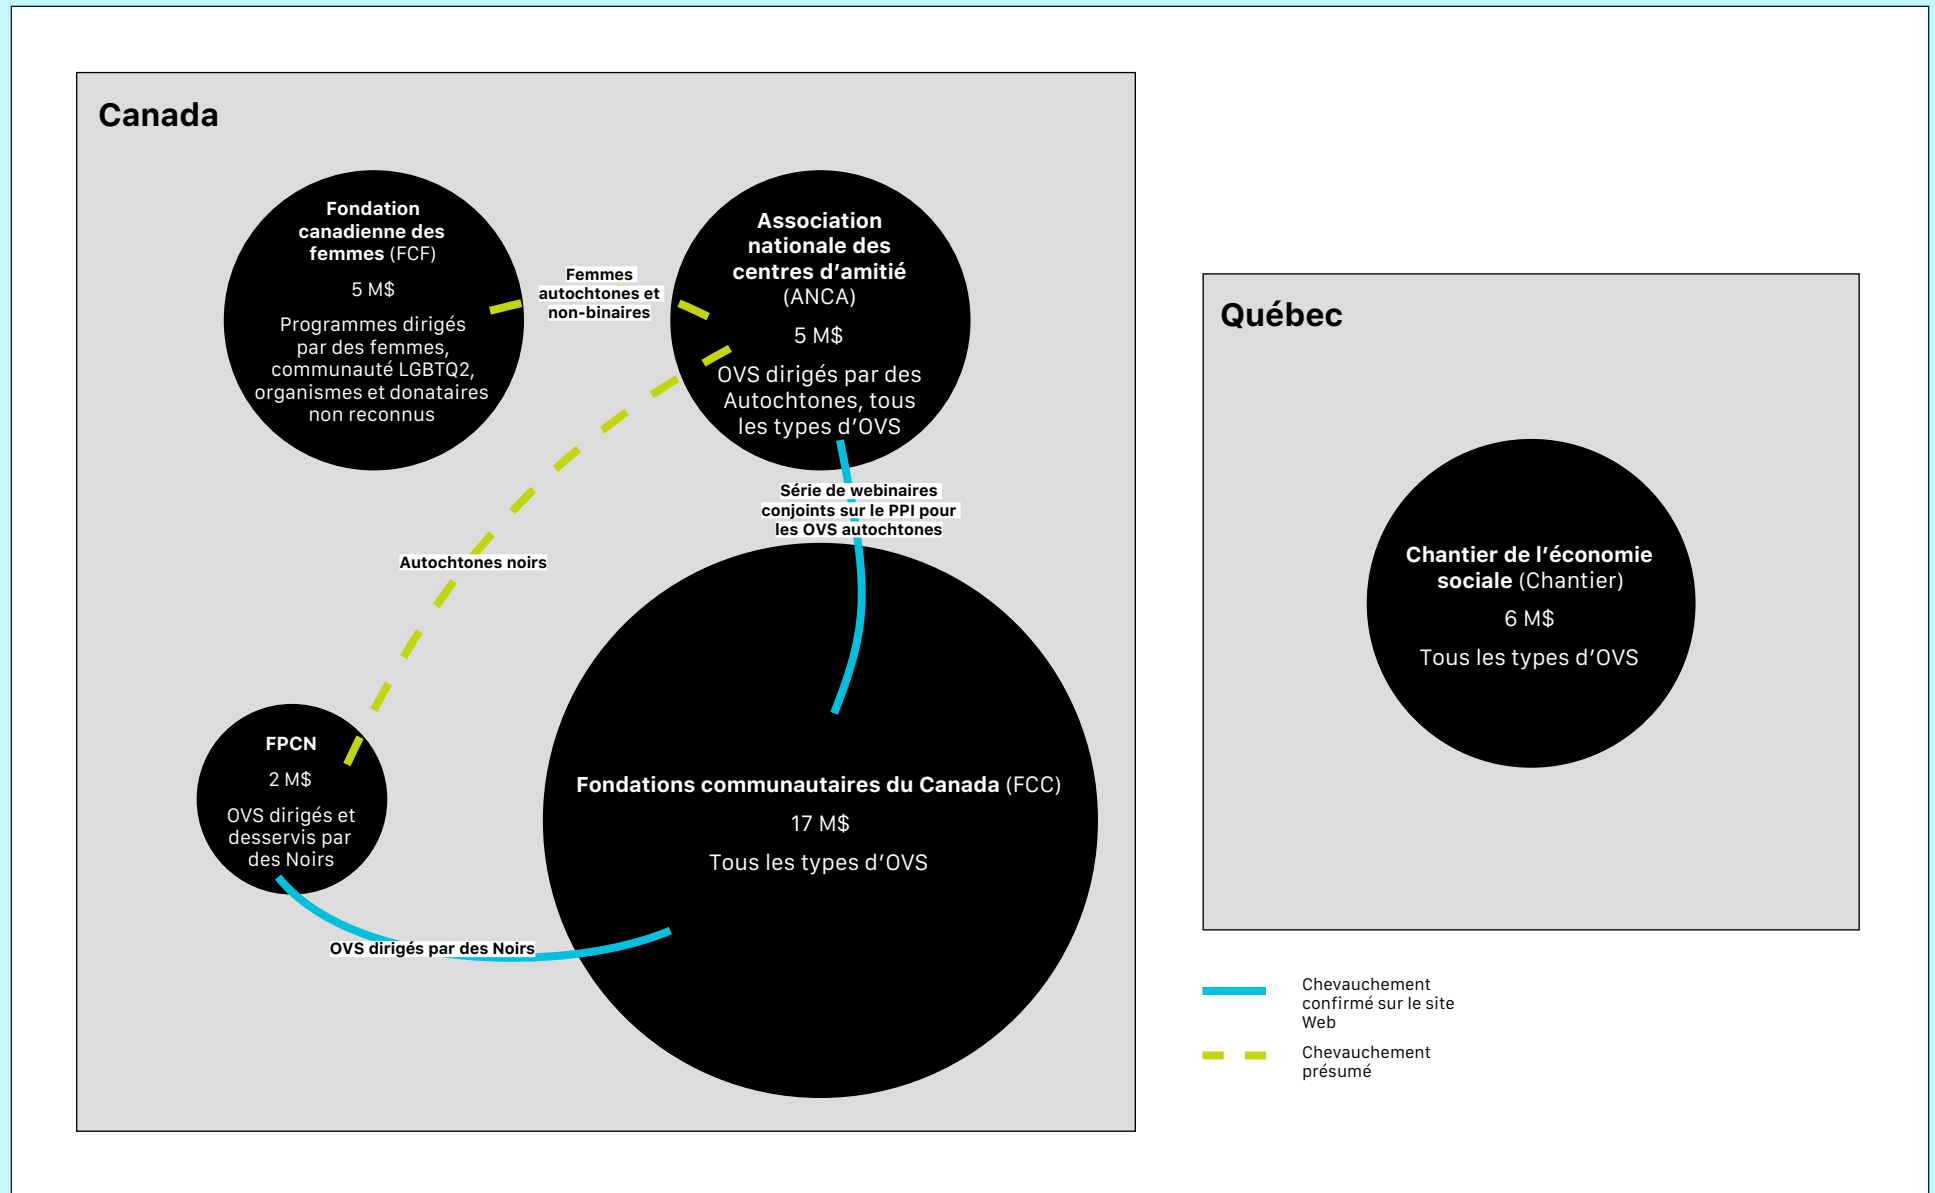 Canada
Fondation
canadienne des
femmes (FCF)
5 M$
Programmes dirigés
par des femmes,
communauté LGBTQ2,
organismes et donataires
non reconnus
Femmes
autochtones et
non-binaires
Association
nationale des
centres d’amitié
(ANCA)
5 M$
OVS dirigés par des
Autochtones, tous
les types d’OVS
Série de webinaires
conjoints sur le PPI pour
les OVS autochtones
Autochtones noirs
FPCN
2 M$
OVS dirigés et
desservis par
des Noirs
Fondations communautaires du Canada (FCC)
17 M$
Tous les types d’OVS
OVS dirigés par des Noirs
Québec
Chantier de l’économie
sociale (Chantier)
6 M$
Tous les types d’OVS
Chevauchement
confirmé sur le site
Web
Chevauchement
présumé